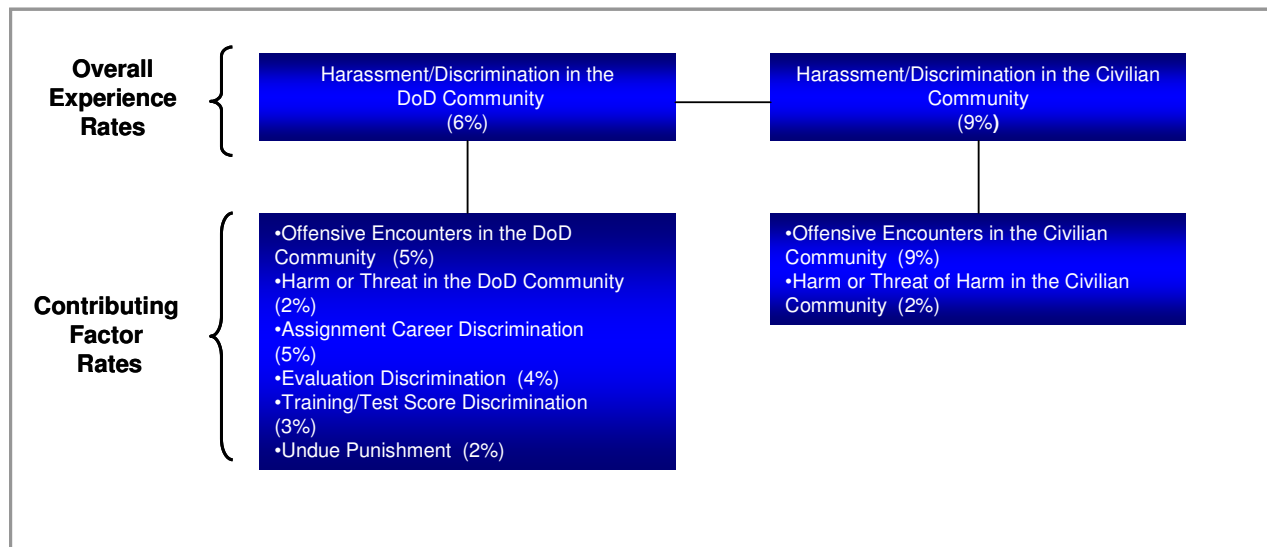 Overall
Experience
Rates
Harassment/Discrimination in the
DoD Community
(6%)
Harassment/Discrimination in the Civilian
Community
(9%)
Contributing
Factor
Rates
•Offensive Encounters in the DoD
Community (5%)
•Harm or Threat in the DoD Community
(2%)
•Assignment Career Discrimination
(5%)
•Evaluation Discrimination (4%)
•Training/Test Score Discrimination
(3%)
•Undue Punishment (2%)
•Offensive Encounters in the Civilian
Community (9%)
•Harm or Threat of Harm in the Civilian
Community (2%)